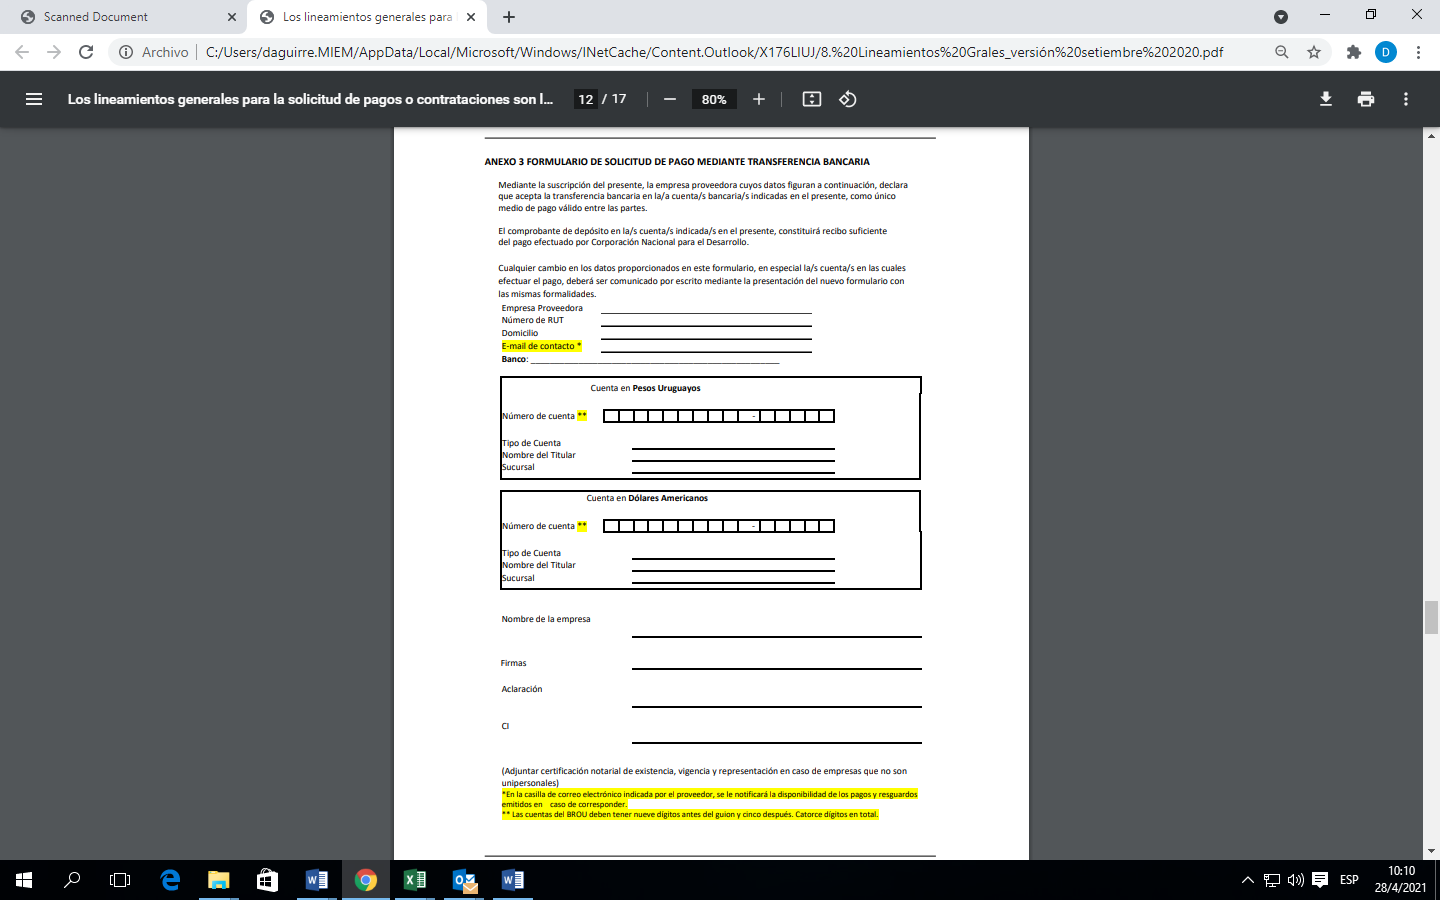 Scanned Document
Los lineamientos generales para
Archivo
C:/Users/daguirre.MIEM/AppData/Local/Microsoft/Windows/INetCache/Content.Outlook/X176LIUJ/8.%20Lineamientos%20Grales_versión%20setiembre%202020.pdf
D
Los lineamientos generales para la solicitud de pagos o contrataciones son l...
12 / 17
80%
ANEXO 3 FORMULARIO DE SOLICITUD DE PAGO MEDIANTE TRANSFERENCIA BANCARIA
Mediante la suscripción del presente, la empresa proveedora cuyos datos figuran a continuación, declara
que acepta la transferencia bancaria en la/a cuenta/s bancaria/s indicadas en el presente, como único
medio de pago válido entre las partes.
El comprobante de depósito en la/s cuenta/s indicada/s en el presente, constituirá recibo suficiente
del pago efectuado por Corporación Nacional para el Desarrollo.
Cualquier cambio en los datos proporcionados en este formulario, en especial la/s cuenta/s en las cuales
efectuar el pago, deberá ser comunicado por escrito mediante la presentación del nuevo formulario con
las mismas formalidades.
Empresa Proveedora
Número de RUT
Domicilio
E-mail de contacto *
Banco:
Cuenta en Pesos Uruguayos
Número de cuenta ** -
Tipo de Cuenta
Nombre del Titular
Sucursal
Cuenta en Dólares Americanos
Número de cuenta ** -
Tipo de Cuenta
Nombre del Titular
Sucursal
Nombre de la empresa
Firmas
Aclaración
CI
(Adjuntar certificación notarial de existencia, vigencia y representación en caso de empresas que no son
unipersonales)
*En la casilla de correo electrónico indicada por el proveedor, se le notificará la disponibilidad de los pagos y resguardos
emitidos en caso de corresponder.
** Las cuentas del BROU deben tener nueve dígitos antes del guion y cinco después. Catorce dígitos en total.
ESP
10:10
28/4/2021